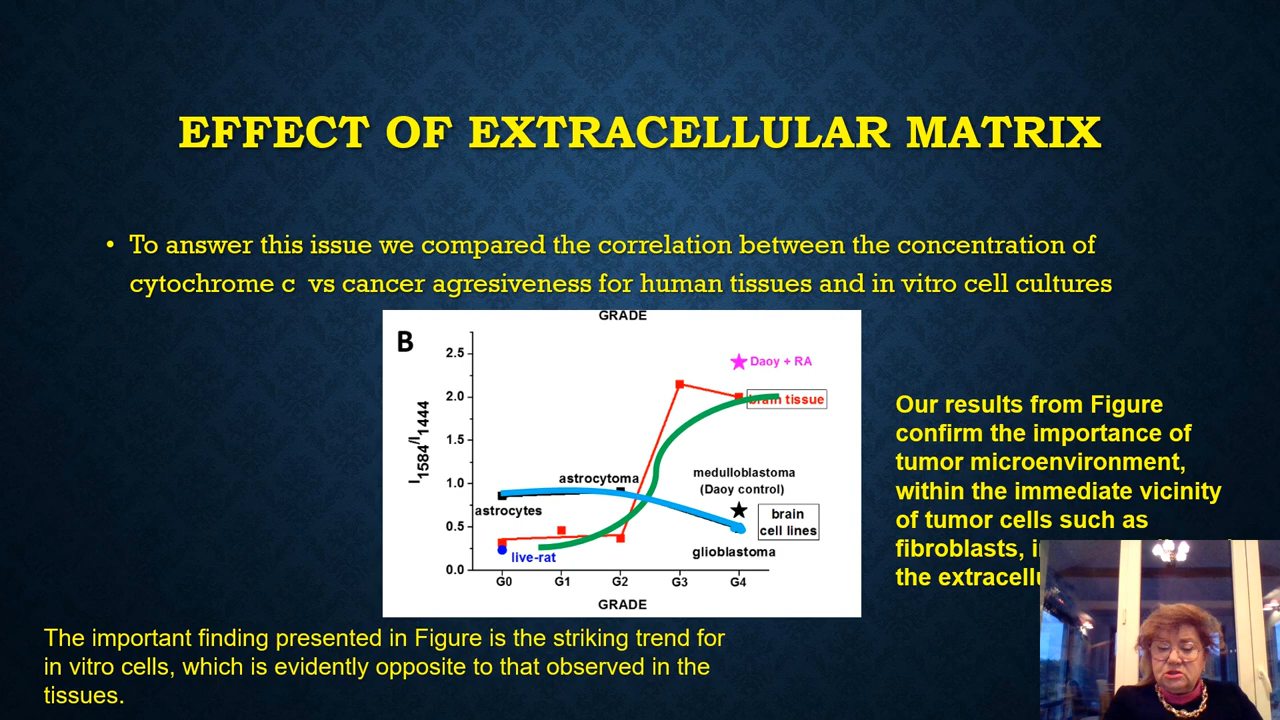 EFFECT OF EXTRACELLULAR MATRIX
• To answer this issue we compared the correlation between the concentration of
cytochrome c vs cancer agresiveness for human tissues and in vitro cell cultures
GRADE
B
2.5
2.0
1.5
1.0
0.5
0.0
I1584/I1444
Daoy + RA
brain tissue
astrocytoma
medulloblastoma
(Daoy control)
astrocytes
brain
cell lines
glioblastoma
live-rat
G0 G1 G2 G3 G4
GRADE
Our results from Figure
confirm the importance of
tumor microenvironment,
within the immediate vicinity
of tumor cells such as
fibroblasts,
the
The important finding presented in Figure is the striking trend for
in vitro cells, which is evidently opposite to that observed in the
tissues.